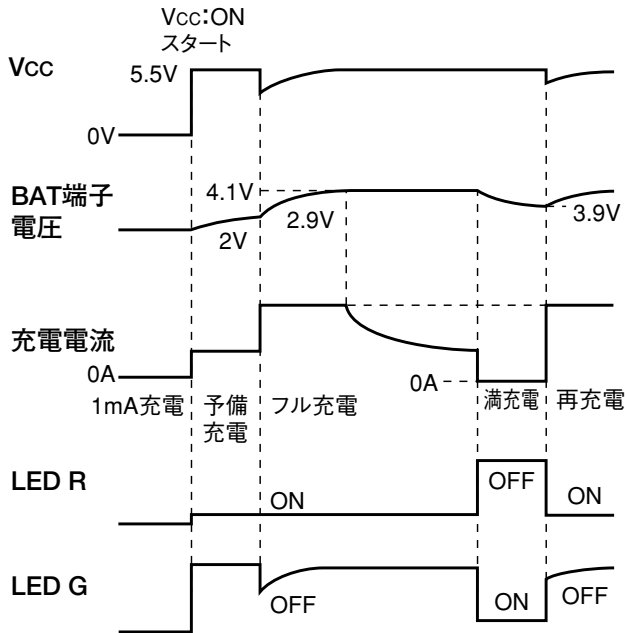 Vcc:ON
スタート
Vcc
5.5V
0V
BAT端子
電圧
4.1V
2.9V
2V
3.9V
充電電流
0A
0A
1mA充電
予備
充電
フル充電
満充電
再充電
LED R
ON
OFF
ON
LED G
OFF
ON
OFF